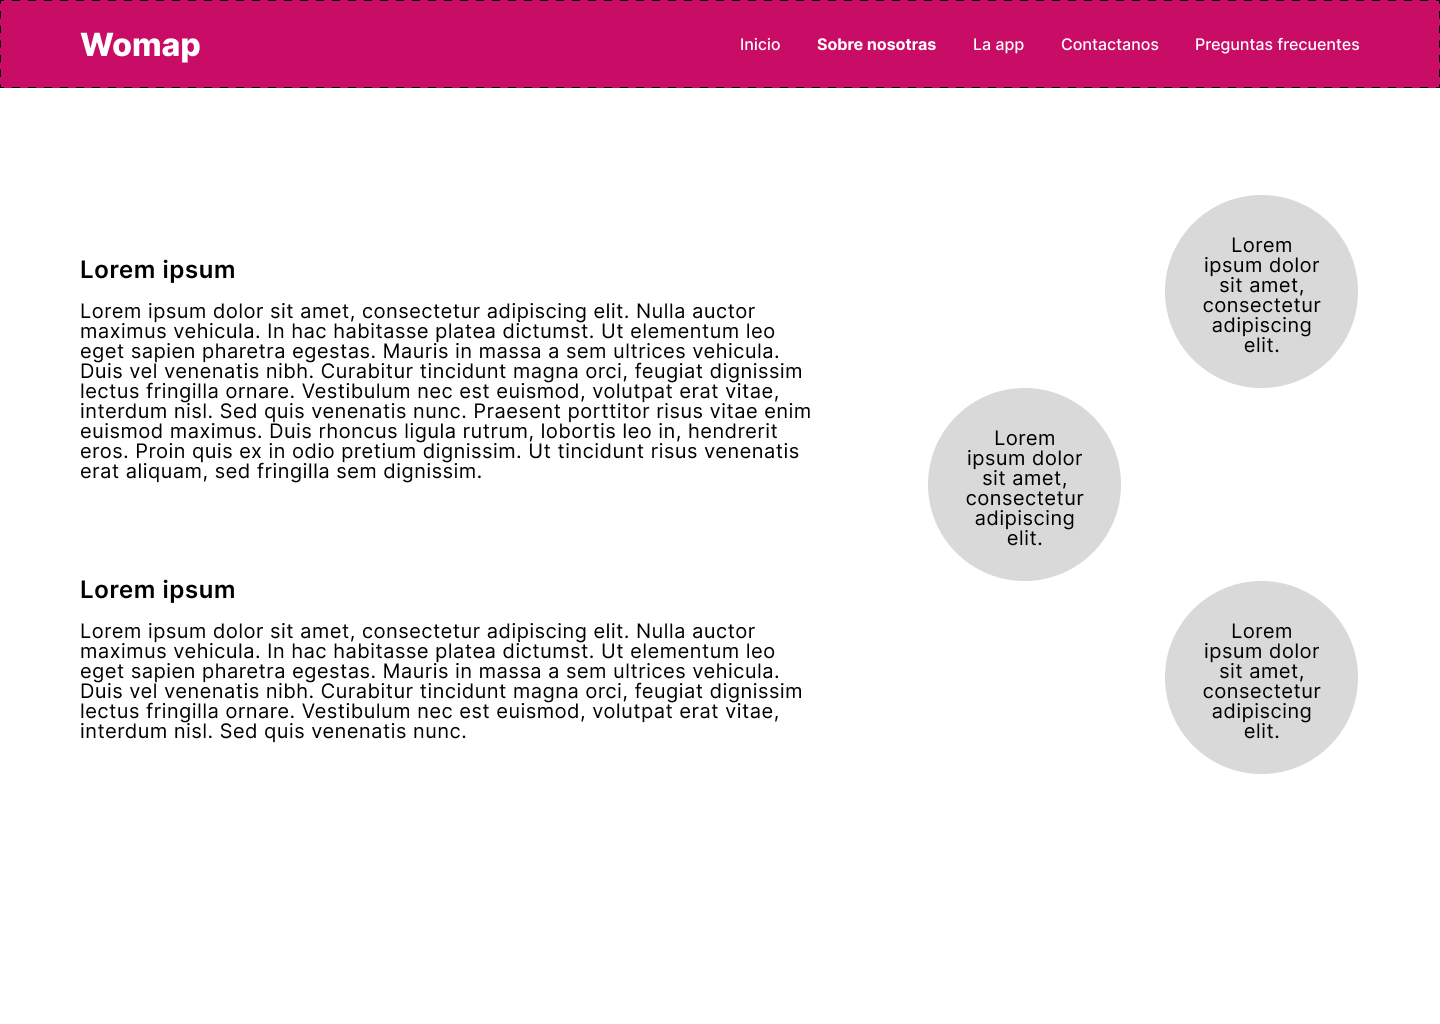 Womap
Inicio
Sobre nosotras
La app
Contactanos
Preguntas frecuentes
Lorem ipsum
Lorem ipsum dolor sit amet, consectetur adipiscing elit. Nulla auctor
maximus vehicula. In hac habitasse platea dictumst. Ut elementum leo
eget sapien pharetra egestas. Mauris in massa a sem ultrices vehicula.
Duis vel venenatis nibh. Curabitur tincidunt magna orci, feugiat dignissim
lectus fringilla ornare. Vestibulum nec est euismod, volutpat erat vitae,
interdum nisl. Sed quis venenatis nunc. Praesent porttitor risus vitae enim
euismod maximus. Duis rhoncus ligula rutrum, lobortis leo in, hendrerit
eros. Proin quis ex in odio pretium dignissim. Ut tincidunt risus venenatis
erat aliquam, sed fringilla sem dignissim.
Lorem ipsum
Lorem ipsum dolor sit amet, consectetur adipiscing elit. Nulla auctor
maximus vehicula. In hac habitasse platea dictumst. Ut elementum leo
eget sapien pharetra egestas. Mauris in massa a sem ultrices vehicula.
Duis vel venenatis nibh. Curabitur tincidunt magna orci, feugiat dignissim
lectus fringilla ornare. Vestibulum nec est euismod, volutpat erat vitae,
interdum nisl. Sed quis venenatis nunc.
Lorem
ipsum dolor
sit amet,
consectetur
adipiscing
elit.
Lorem
ipsum dolor
sit amet,
consectetur
adipiscing
elit.
Lorem
ipsum dolor
sit amet,
consectetur
adipiscing
elit.